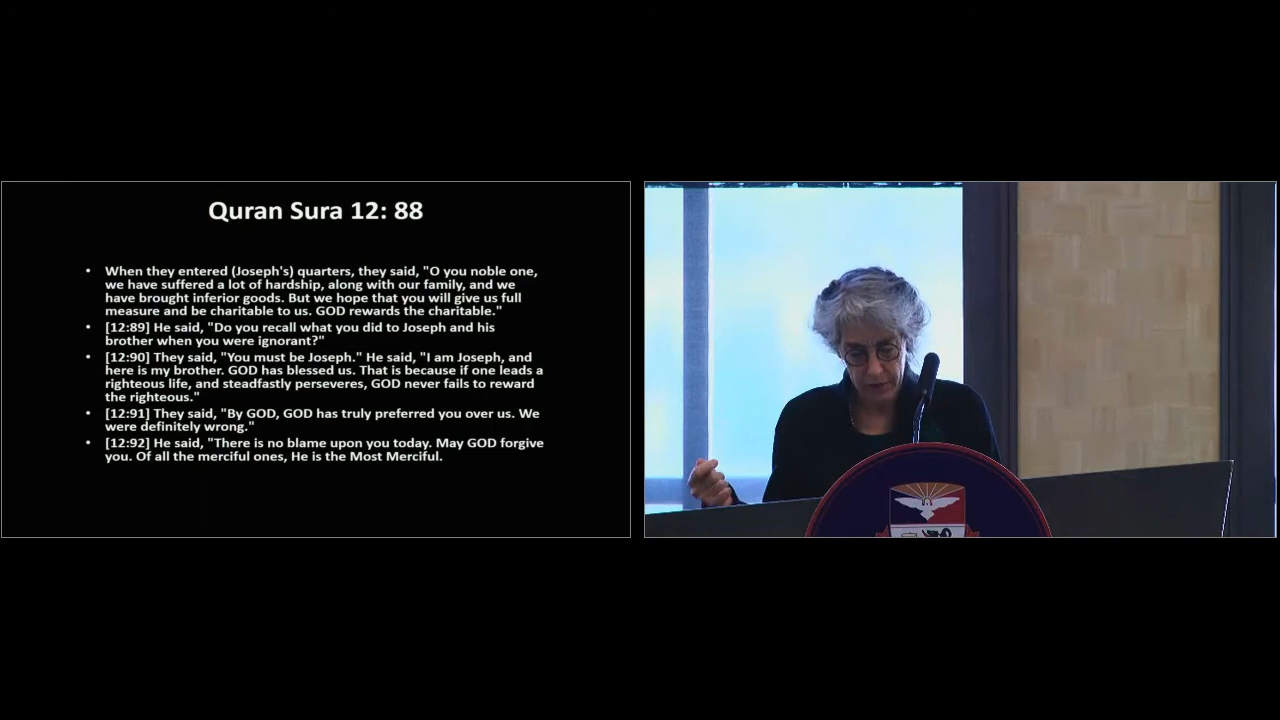 Quran Sura 12: 88
• When they entered (Joseph's) quarters, they said, "O you noble one,
we have suffered a lot of hardship, along with our family, and we
have brought inferior goods. But we hope that you will give us full
measure and be charitable to us. GOD rewards the charitable."
• [12:89] He said, "Do you recall what you did to Joseph and his
brother when you were ignorant?"
• [12:90] They said, "You must be Joseph." He said, "I am Joseph, and
here is my brother. GOD has blessed us. That is because if one leads a
righteous life, and steadfastly perseveres, GOD never fails to reward
the righteous."
• [12:91] They said, "By GOD, GOD has truly preferred you over us. We
were definitely wrong."
• [12:92] He said, "There is no blame upon you today. May GOD forgive
you. Of all the merciful ones, He is the Most Merciful.